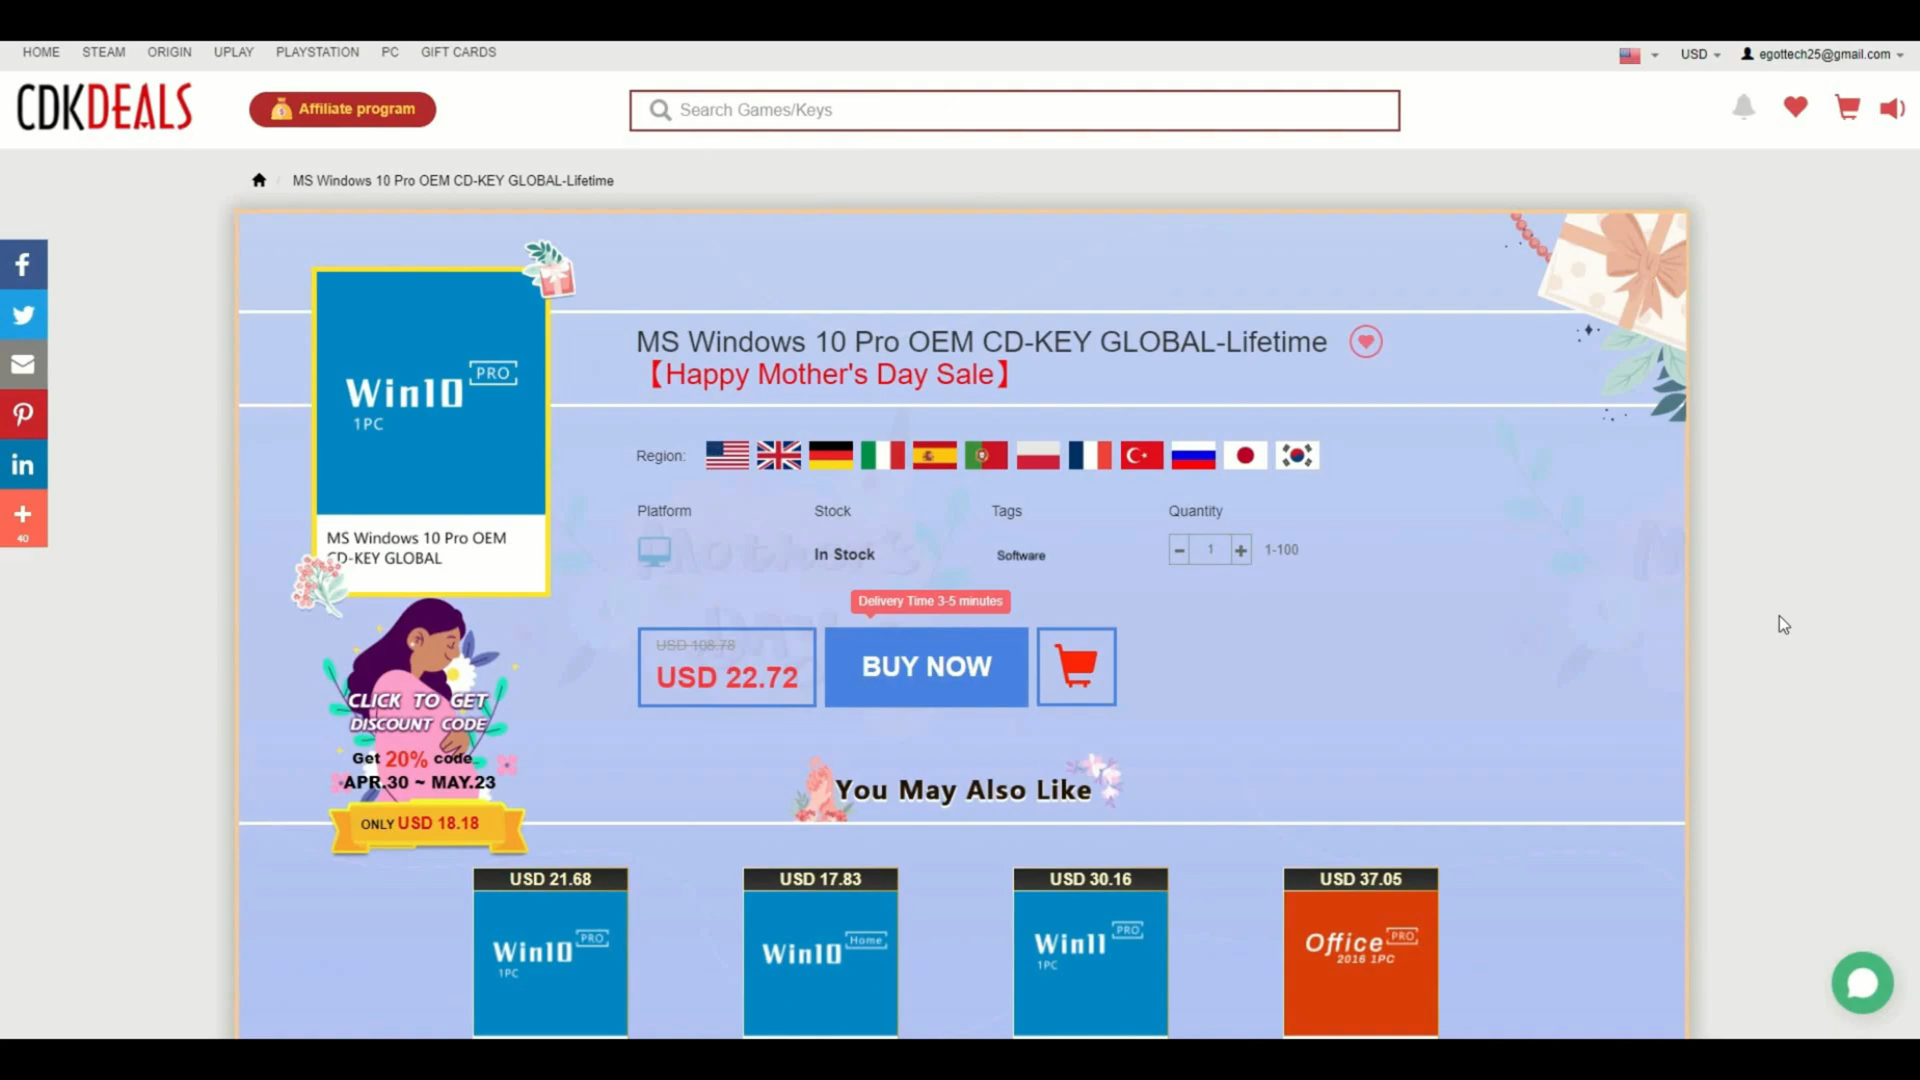 HOME STEAM ORIGIN UPLAY PLAYSTATION PC GIFT CARDS
USD egottech25@gmail.com
CDKDEALS Affiliate program Search Games/Keys
MS Windows 10 Pro OEM CD-KEY GLOBAL-Lifetime
MS Windows 10 Pro OEM CD-KEY GLOBAL-Lifetime
【Happy Mother's Day Sale】
Win10 PRO
1PC
Region:
Platform Stock Tags Quantity
MS Windows 10 Pro OEM
CD-KEY GLOBAL
In Stock Software - 1 + 1-100
40
Mother's
DAY
Delivery Time 3-5 minutes
USD 108.78
USD 22.72
BUY NOW
CLICK TO GET
DISCOUNT CODE
Get 20% code
APR.30 ~ MAY.23
ONLY USD 18.18
You May Also Like
USD 21.68 USD 17.83 USD 30.16 USD 37.05
Win10 PRO
1PC
Win10 Home
Win11 PRO
1PC
Office PRO
2016 1PC